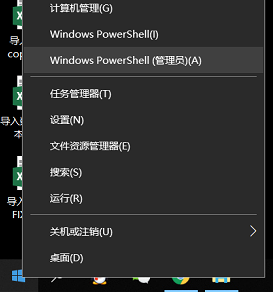 计算机管理(G)
Windows PowerShell(I)
Windows PowerShell (管理员)(A)
任务管理器(T)
设置(N)
文件资源管理器(E)
搜索(S)
运行(R)
关机或注销(U)
桌面(D)
导入
cop
导入
本
导入
FIX